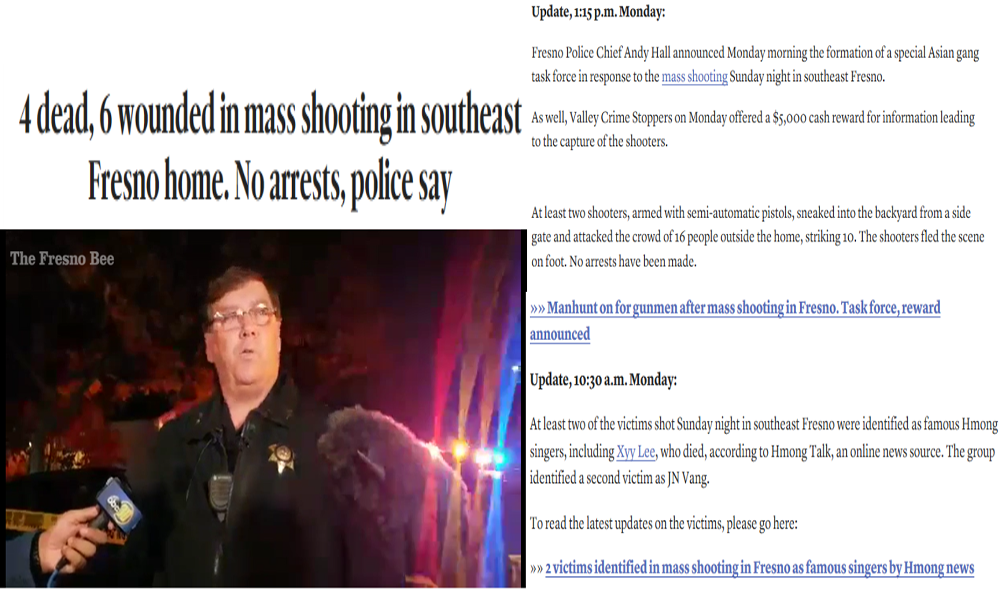 4 dead, 6 wounded in mass shooting in southeast
Fresno home. No arrests, police say
The Fresno Bee
Update, 1:15 p.m. Monday:
Fresno Police Chief Andy Hall announced Monday morning the formation of a special Asian gang
task force in response to the mass shooting Sunday night in southeast Fresno.
As well, Valley Crime Stoppers on Monday offered a $5,000 cash reward for information leading
to the capture of the shooters.
At least two shooters, armed with semi-automatic pistols, sneaked into the backyard from a side
gate and attacked the crowd of 16 people outside the home, striking 10. The shooters fled the scene
on foot. No arrests have been made.
»» Manhunt on for gunmen after mass shooting in Fresno. Task force, reward
announced
Update, 10:30 a.m. Monday:
At least two of the victims shot Sunday night in southeast Fresno were identified as famous Hmong
singers, including Xyy Lee, who died, according to Hmong Talk, an online news source. The group
identified a second victim as JN Vang.
To read the latest updates on the victims, please go here:
»» 2 victims identified in mass shooting in Fresno as famous singers by Hmong news